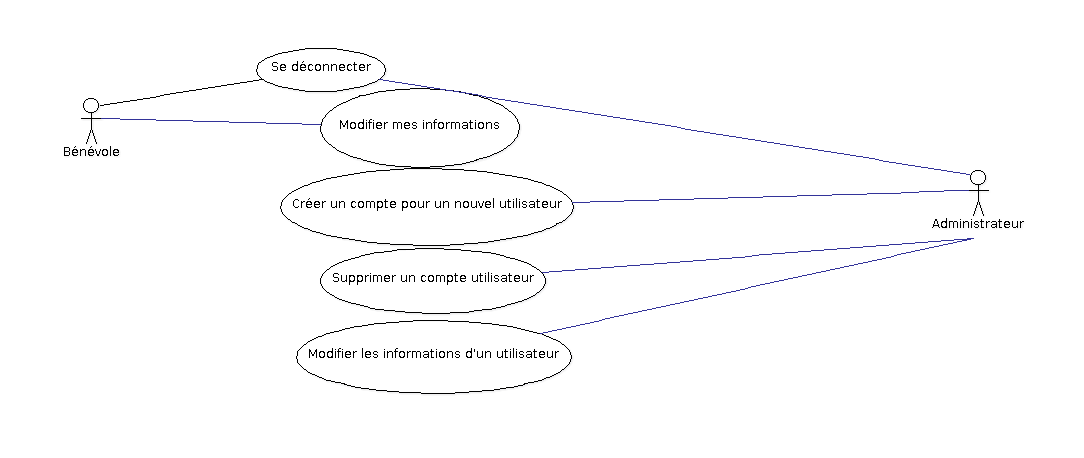 Se déconnecter
Modifier mes informations
Bénévole
Créer un compte pour un nouvel utilisateur
Administrateur
Supprimer un compte utilisateur
Modifier les informations d'un utilisateur